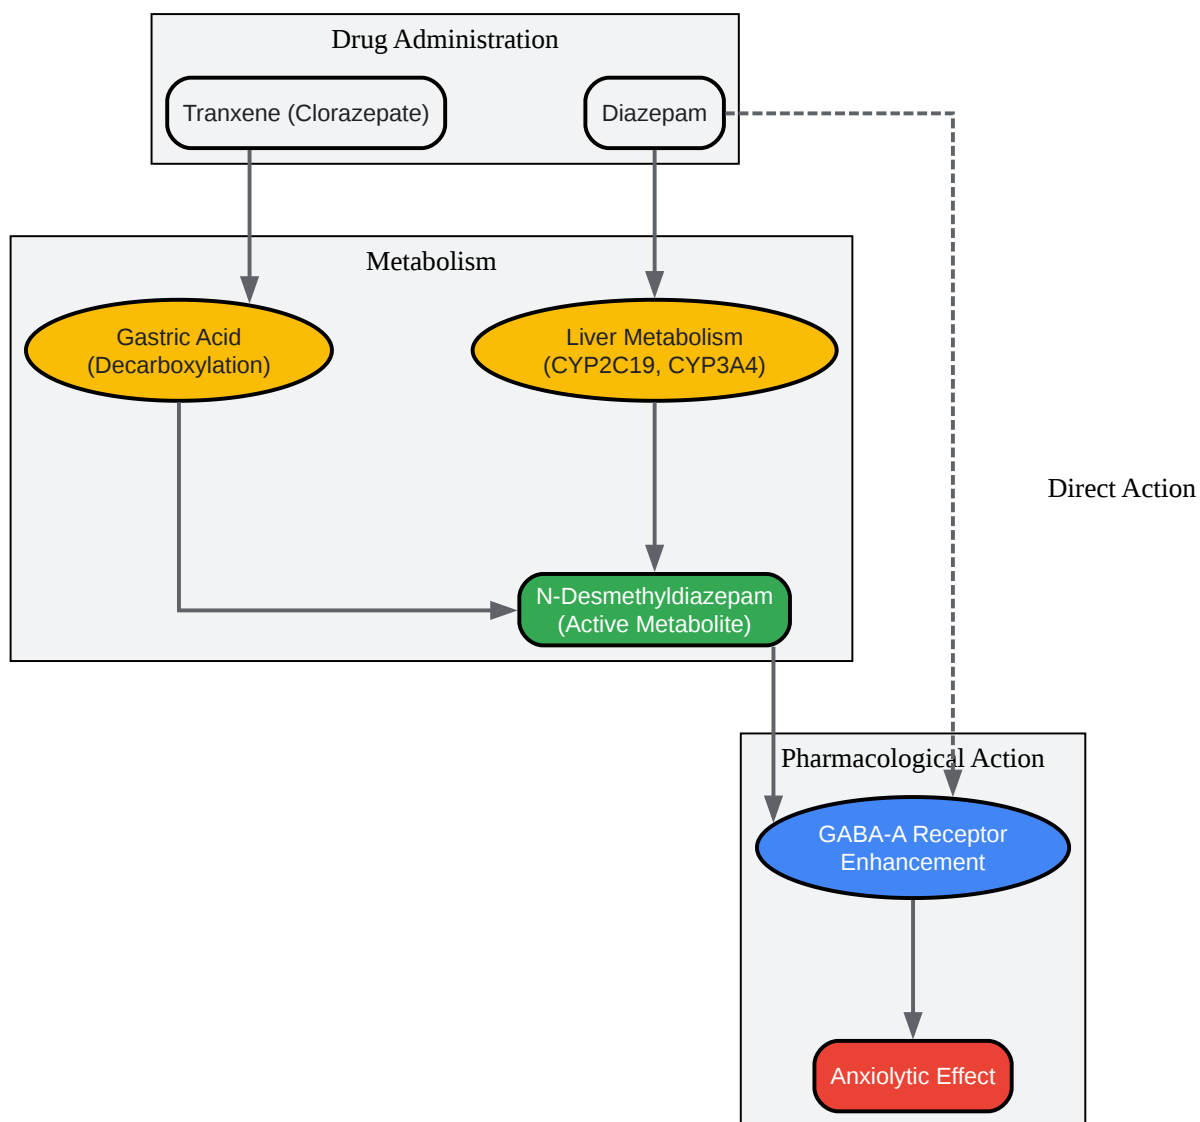 Drug Administration
Tranxene (Clorazepate)
Diazepam
Metabolism
Gastric Acid
(Decarboxylation)
Liver Metabolism
(CYP2C19, CYP3A4)
Direct Action
N-Desmethyldiazepam
(Active Metabolite)
Pharmacological Action
GABA-A Receptor
Enhancement
Anxiolytic Effect